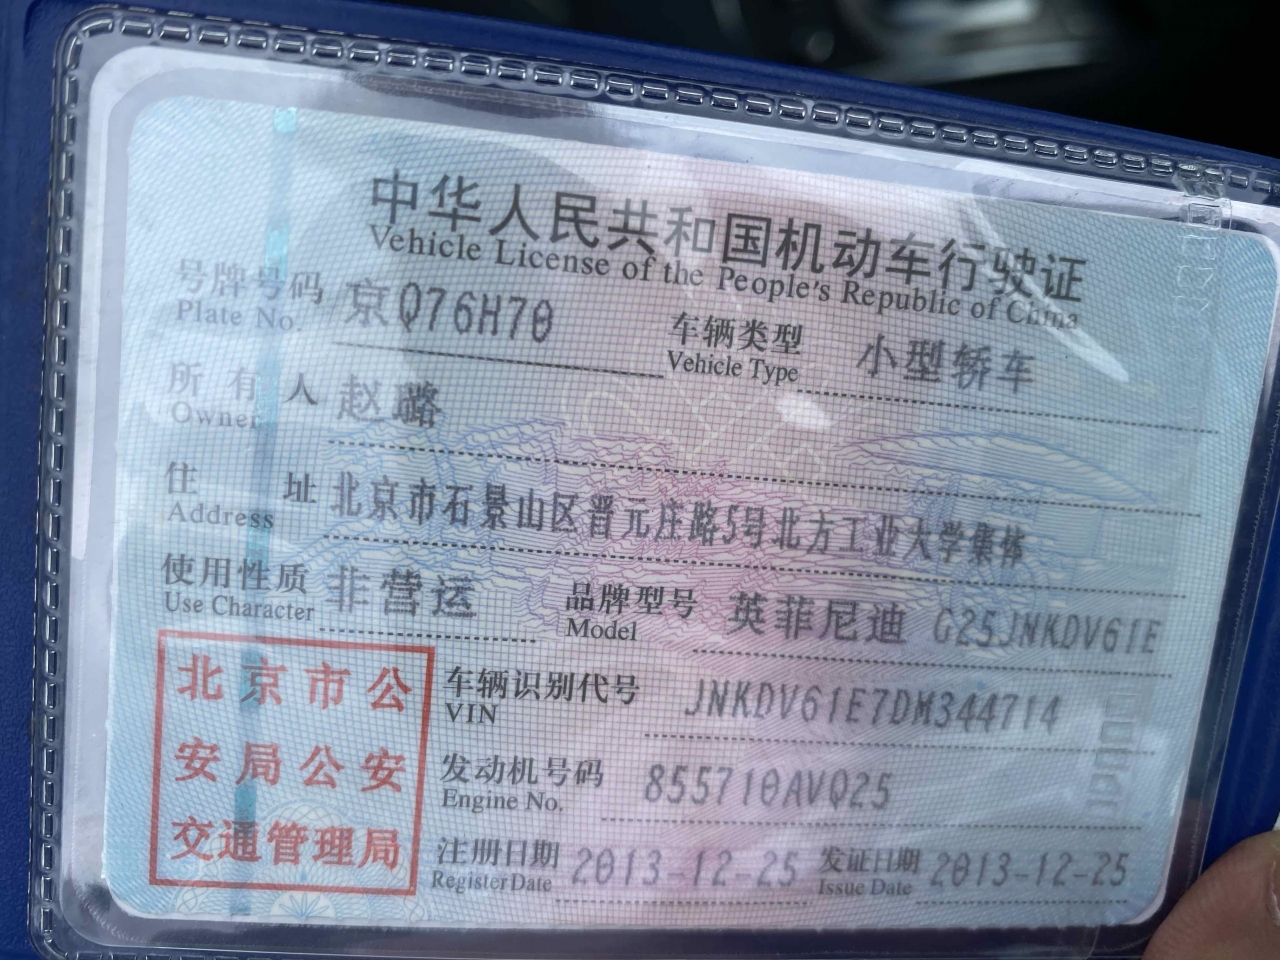 中华人民共和国机动车行驶证
Vehicle License of the People's Republic of China
号牌号码 京Q76H70 车辆类型 小型轿车
Plate No. Vehicle Type
所有人 赵璐
Owner
住址 北京市石景山区晋元庄路5号北方工业大学集体
Address
使用性质 非营运 品牌型号 英菲尼迪 G25JNKDV61E
Use Character Model
北京市公
安局公安
交通管理局
车辆识别代号 JNKDV61E7DM344714
VIN
发动机号码 855710AVQ25
Engine No.
注册日期 2013-12-25 发证日期 2013-12-25
Register Date Issue Date